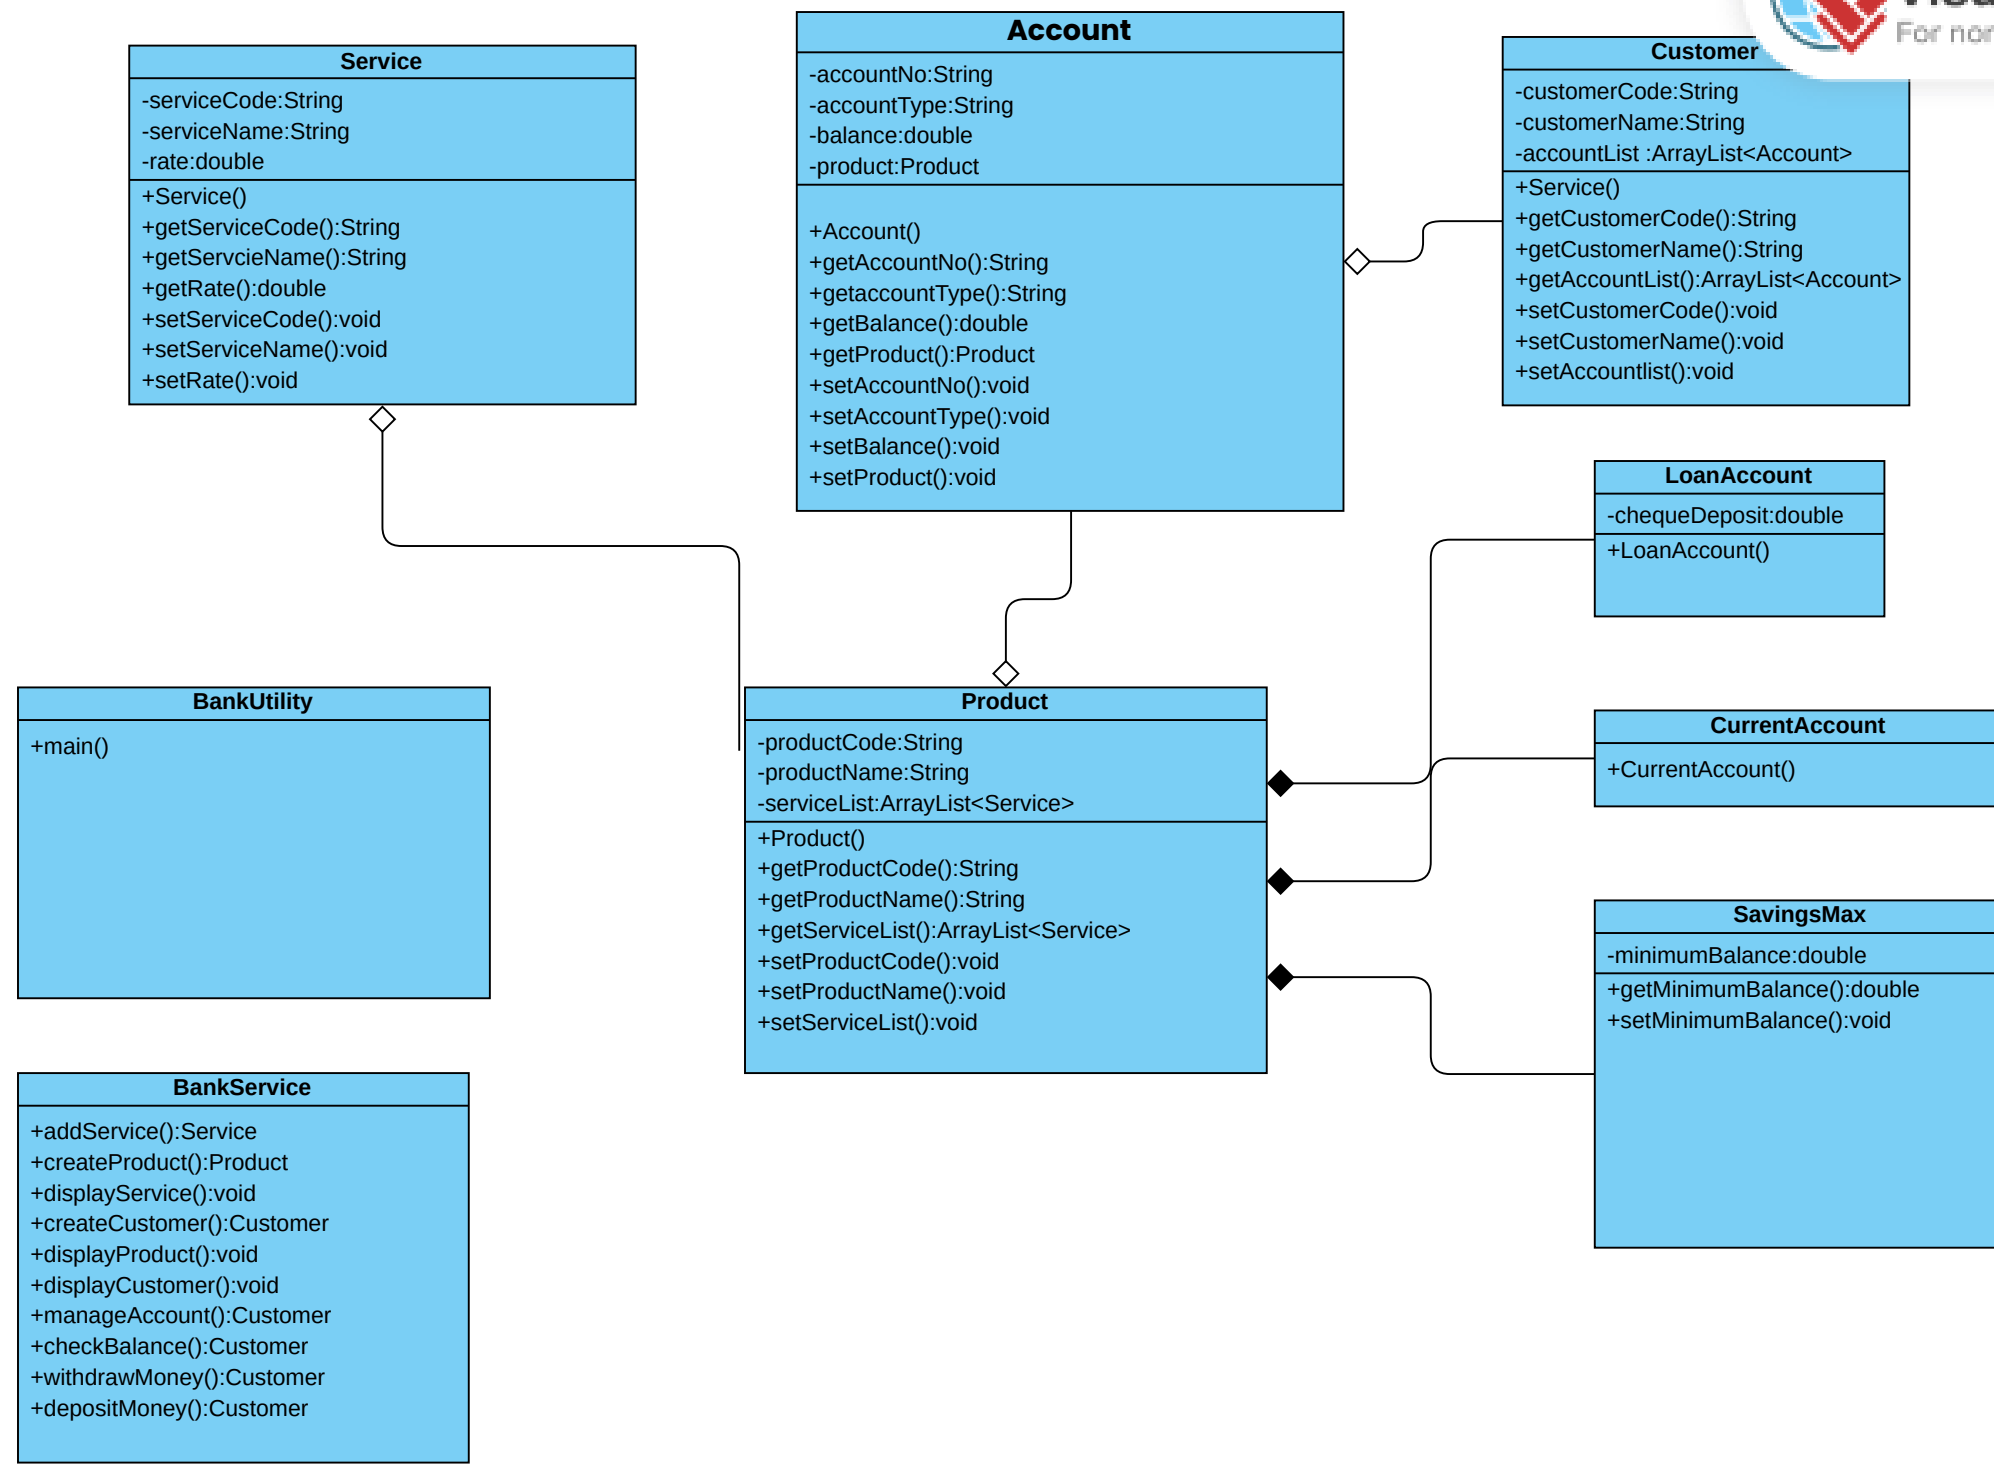 Service
-serviceCode:String
-serviceName:String
-rate:double
+Service()
+getServiceCode():String
+getServcieName():String
+getRate():double
+setServiceCode():void
+setServiceName():void
+setRate():void
Account
-accountNo:String
-accountType:String
-balance:double
-product:Product
+Account()
+getAccountNo():String
+getaccountType():String
+getBalance():double
+getProduct():Product
+setAccountNo():void
+setAccountType():void
+setBalance():void
+setProduct():void
For
Customer
-customerCode:String
-customerName:String
-accountList :ArrayList<Account>
+Service()
+getCustomerCode():String
+getCustomerName():String
+getAccountList():ArrayList<Account>
+setCustomerCode():void
+setCustomerName():void
+setAccountlist():void
LoanAccount
-chequeDeposit:double
+LoanAccount()
BankUtility
+main()
Product
-productCode:String
-productName:String
-serviceList:ArrayList<Service>
+Product()
+getProductCode():String
+getProductName():String
+getServiceList():ArrayList<Service>
+setProductCode():void
+setProductName():void
+setServiceList():void
CurrentAccount
+CurrentAccount()
SavingsMax
-minimumBalance:double
+getMinimumBalance():double
+setMinimumBalance():void
BankService
+addService():Service
+createProduct():Product
+displayService():void
+createCustomer():Customer
+displayProduct():void
+displayCustomer():void
+manageAccount():Customer
+checkBalance():Customer
+withdrawMoney():Customer
+depositMoney():Customer